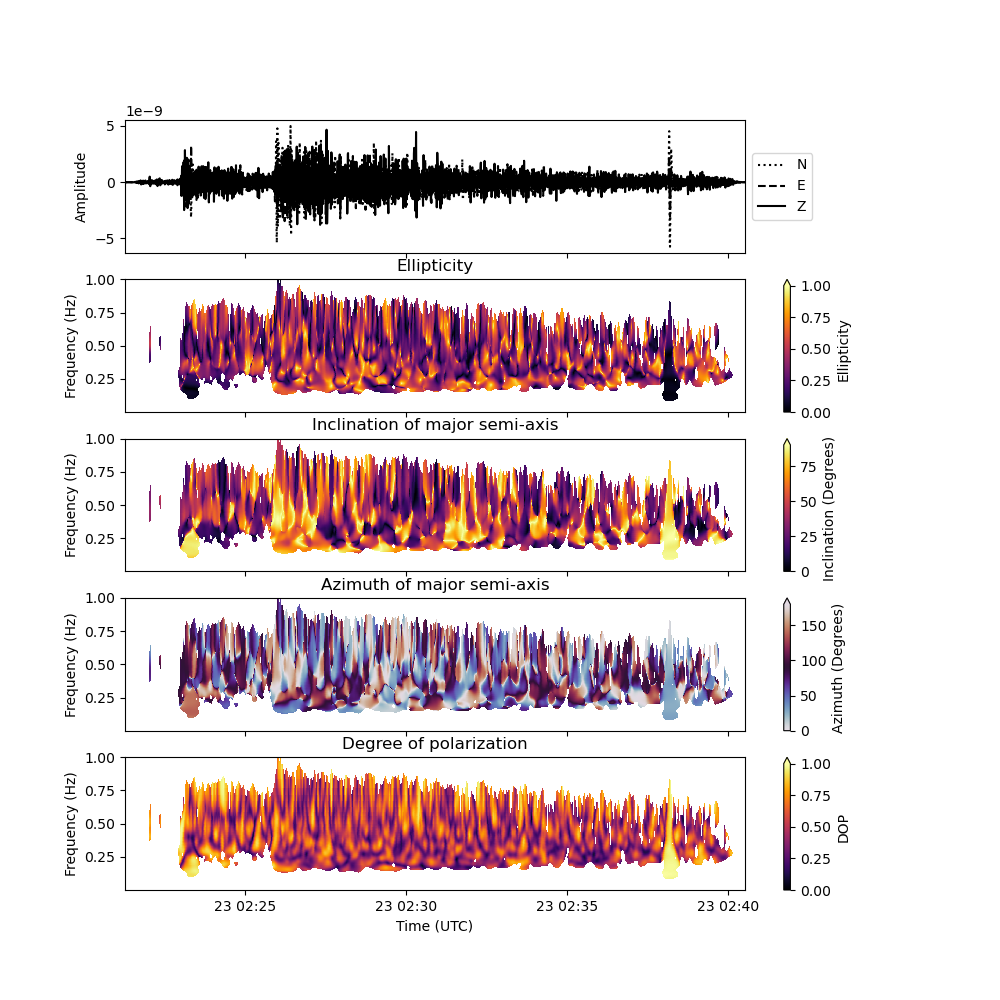 1e−9
5
0
−5
Amplitude
N
E
Z
Ellipticity
1.00
0.75
0.50
0.25
Frequency (Hz)
1.00
0.75
0.50
0.25
0.00
Ellipticity
Inclination of major semi-axis
1.00
0.75
0.50
0.25
Frequency (Hz)
75
50
25
0
Inclination (Degrees)
Azimuth of major semi-axis
1.00
0.75
0.50
0.25
Frequency (Hz)
150
100
50
0
Azimuth (Degrees)
Degree of polarization
1.00
0.75
0.50
0.25
Frequency (Hz)
1.00
0.75
0.50
0.25
0.00
DOP
23 02:25 23 02:30 23 02:35 23 02:40
Time (UTC)